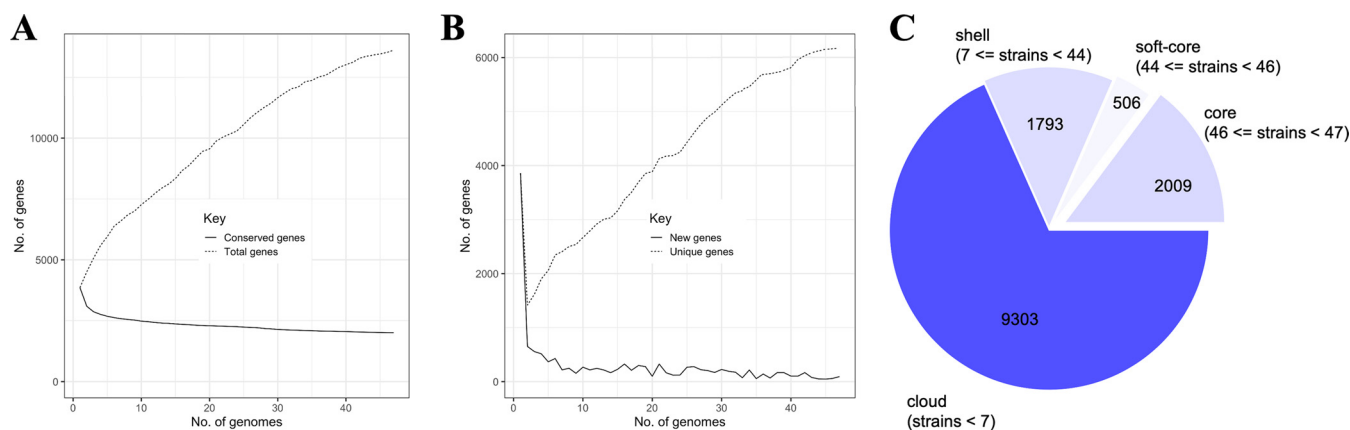 A
No. of genes
10000
5000
0
Key
Conserved genes
Total genes
0
10
20
30
40
No. of genomes
B
No. of genes
6000
4000
2000
0
Key
New genes
Unique genes
0
10
20
30
40
No. of genomes
C
shell
(7 <= strains < 44)
soft-core
(44 <= strains < 46)
core
(46 <= strains < 47)
1793
506
2009
9303
cloud
(strains < 7)